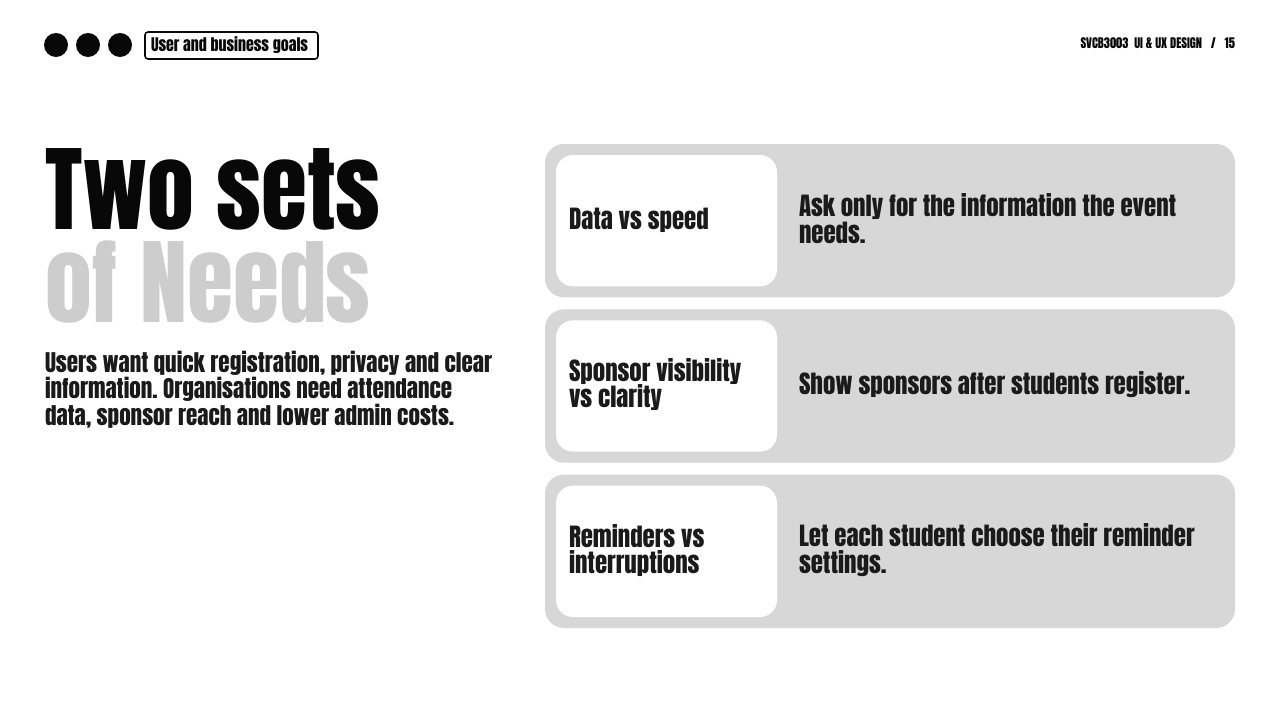 User and business goals
SVCB3003 UI & UX DESIGN / 15
Two sets
of Needs
Users want quick registration, privacy and clear
information. Organisations need attendance
data, sponsor reach and lower admin costs.
Data vs speed
Ask only for the information the event
needs.
Sponsor visibility
vs clarity
Show sponsors after students register.
Reminders vs
interruptions
Let each student choose their reminder
settings.